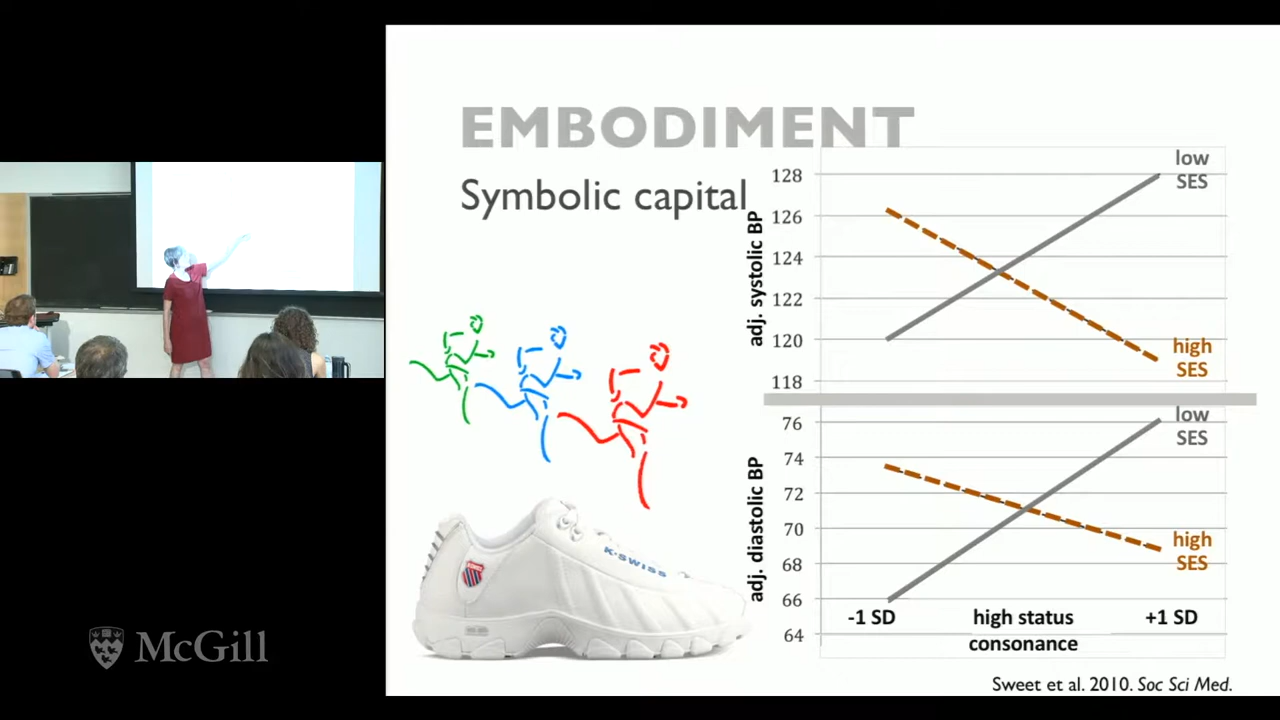 EMBODIMENT
Symbolic capital
adj. systolic BP
128
126
124
122
120
118
low
SES
high
SES
adj. diastolic BP
76
74
72
70
68
66
64
low
SES
high
SES
-1 SD
high status
consonance
+1 SD
K-SWISS
Sweet et al. 2010. Soc Sci Med.
McGill